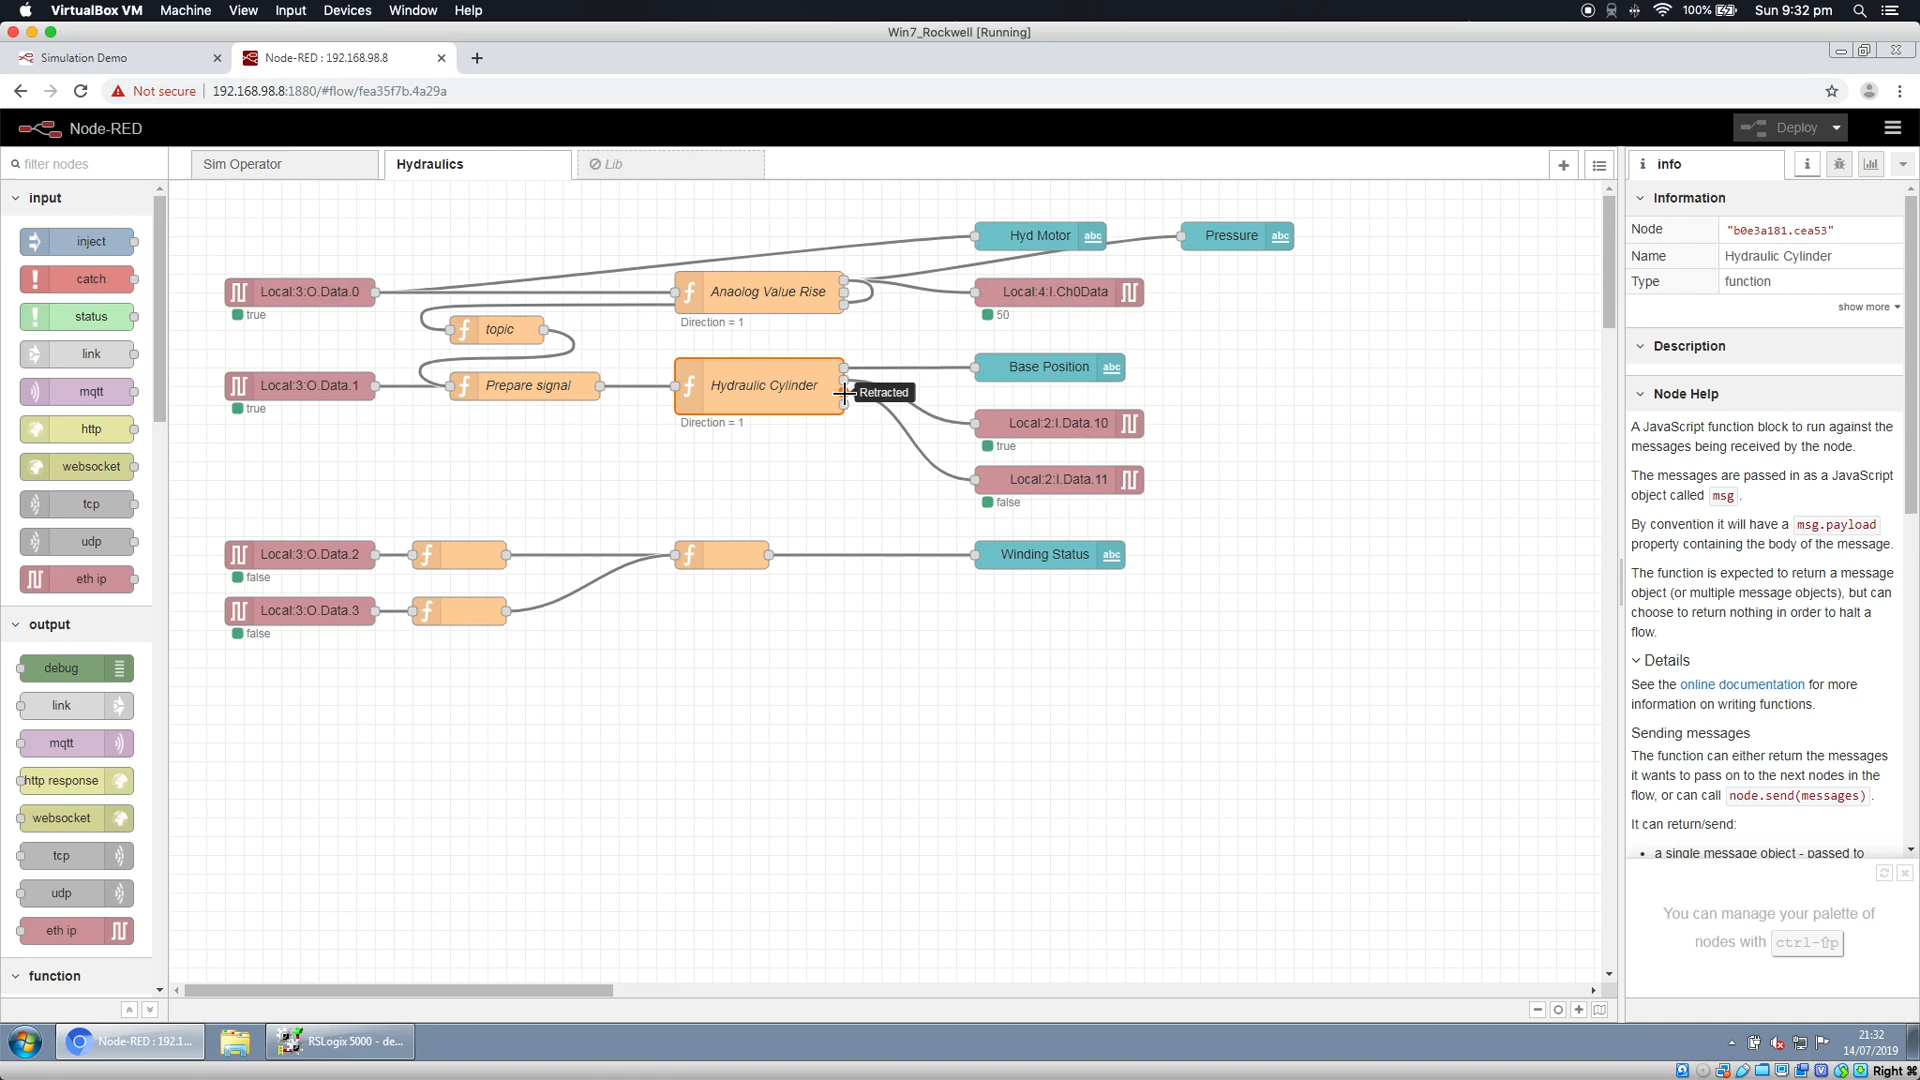 VirtualBox VM Machine View Input Devices Window Help 100% Sun 9:32 pm
Win7_Rockwell [Running]
Simulation Demo Node-RED : 192.168.98.8
Not secure 192.168.98.8:1880/#flow/fea35f7b.4a29a
Node-RED Deploy
filter nodes Sim Operator Hydraulics Lib i info
input
inject
catch
status
link
mqtt
http
websocket
tcp
udp
eth ip
output
debug
link
mqtt
http response
websocket
tcp
udp
eth ip
function
Hyd Motor abc Pressure abc
Local:3:O.Data.0 Anaolog Value Rise Local:4:I.Ch0Data
true Direction = 1 50
topic
Base Position abc
Local:3:O.Data.1 Prepare signal Hydraulic Cylinder Retracted
true Direction = 1
Local:2:I.Data.10
true
Local:2:I.Data.11
false
Local:3:O.Data.2 Winding Status abc
false
Local:3:O.Data.3
false
Information
Node "b0e3a181.cea53"
Name Hydraulic Cylinder
Type function
show more
Description
Node Help
A JavaScript function block to run against the
messages being received by the node.
The messages are passed in as a JavaScript
object called msg .
By convention it will have a msg.payload
property containing the body of the message.
The function is expected to return a message
object (or multiple message objects), but can
choose to return nothing in order to halt a
flow.
Details
See the online documentation for more
information on writing functions.
Sending messages
The function can either return the messages
it wants to pass on to the next nodes in the
flow, or can call node.send(messages) .
It can return/send:
• a single message object - passed to
You can manage your palette of
nodes with ctrl-⇧p
Node-RED : 192.1... RSLogix 5000 - de... 21:32
14/07/2019
Right ⌘